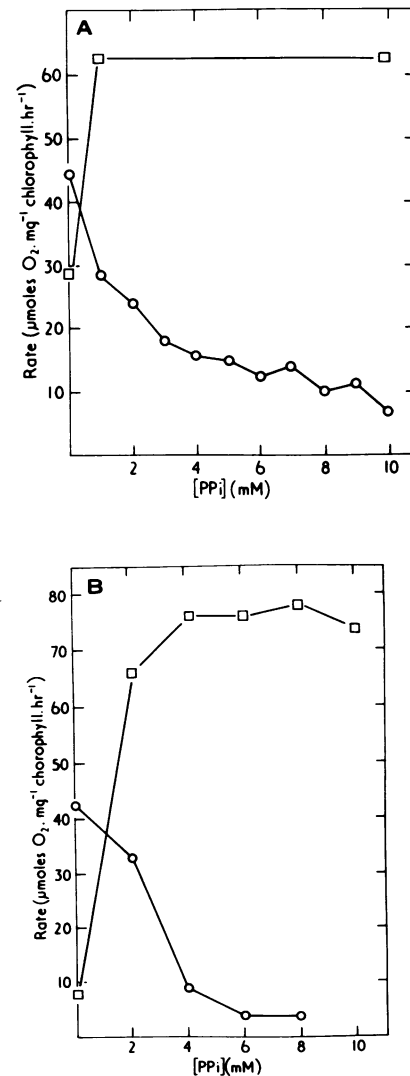 A
60
50
40
30
20
10
Rate (μmoles O₂. mg⁻¹ chlorophyll.hr⁻¹)
2 4 6 8 10
[PPi] (mM)
B
80
70
60
50
40
30
20
10
Rate (μmoles O₂. mg⁻¹ chorophyll.hr⁻¹)
2 4 6 8 10
[PPi](mM)